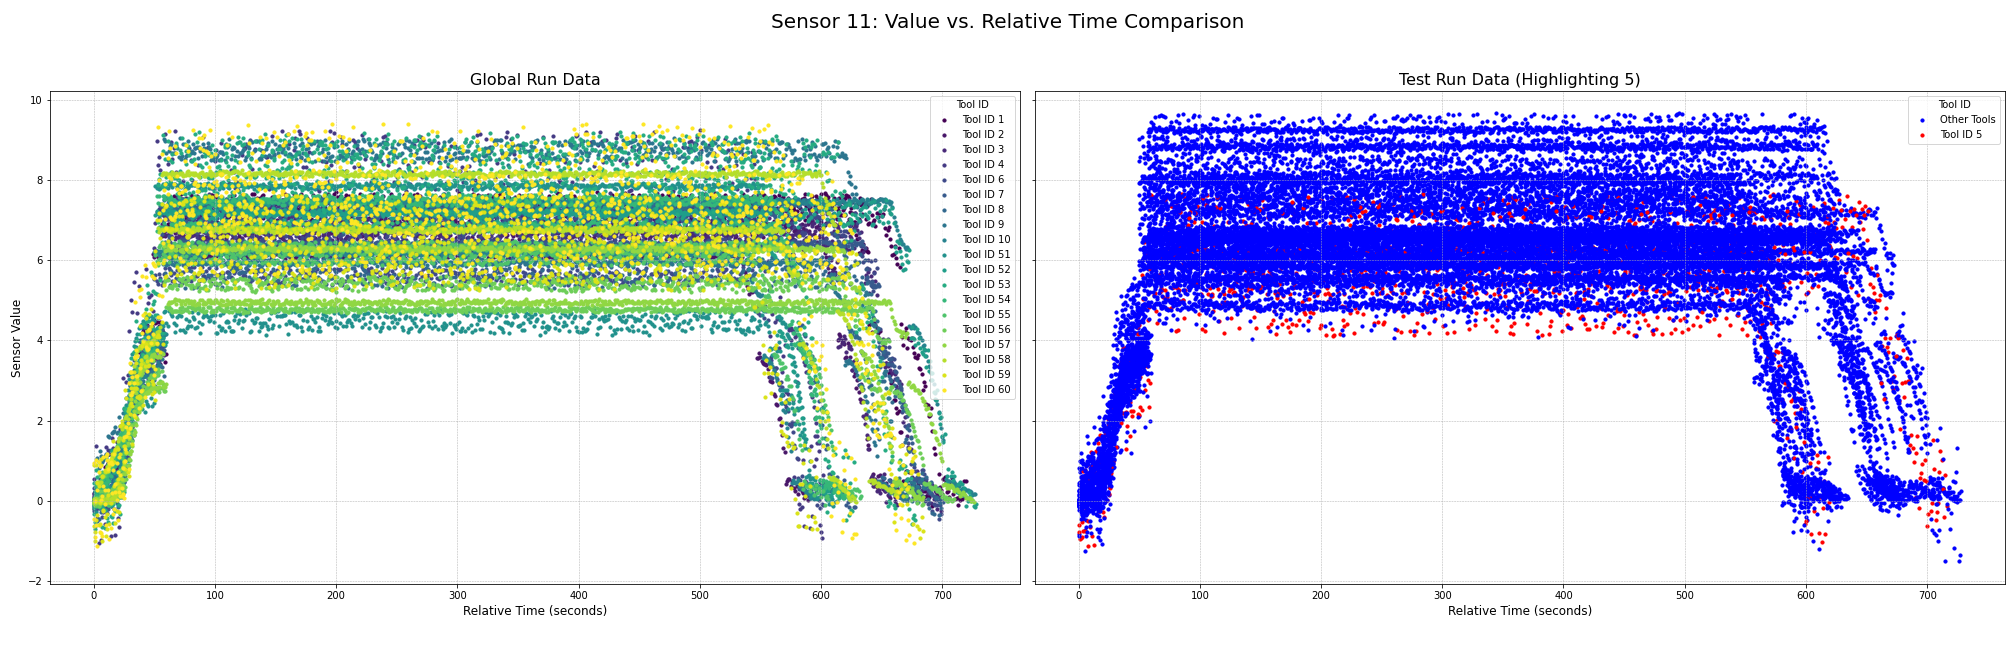 Sensor 11: Value vs. Relative Time Comparison
Global Run Data
Sensor Value
10
8
6
4
2
0
−2
0 100 200 300 400 500 600 700
Relative Time (seconds)
Tool ID
Tool ID 1
Tool ID 2
Tool ID 3
Tool ID 4
Tool ID 6
Tool ID 7
Tool ID 8
Tool ID 9
Tool ID 10
Tool ID 51
Tool ID 52
Tool ID 53
Tool ID 54
Tool ID 55
Tool ID 56
Tool ID 57
Tool ID 58
Tool ID 59
Tool ID 60
Test Run Data (Highlighting 5)
Tool ID
Other Tools
Tool ID 5
0 100 200 300 400 500 600 700
Relative Time (seconds)